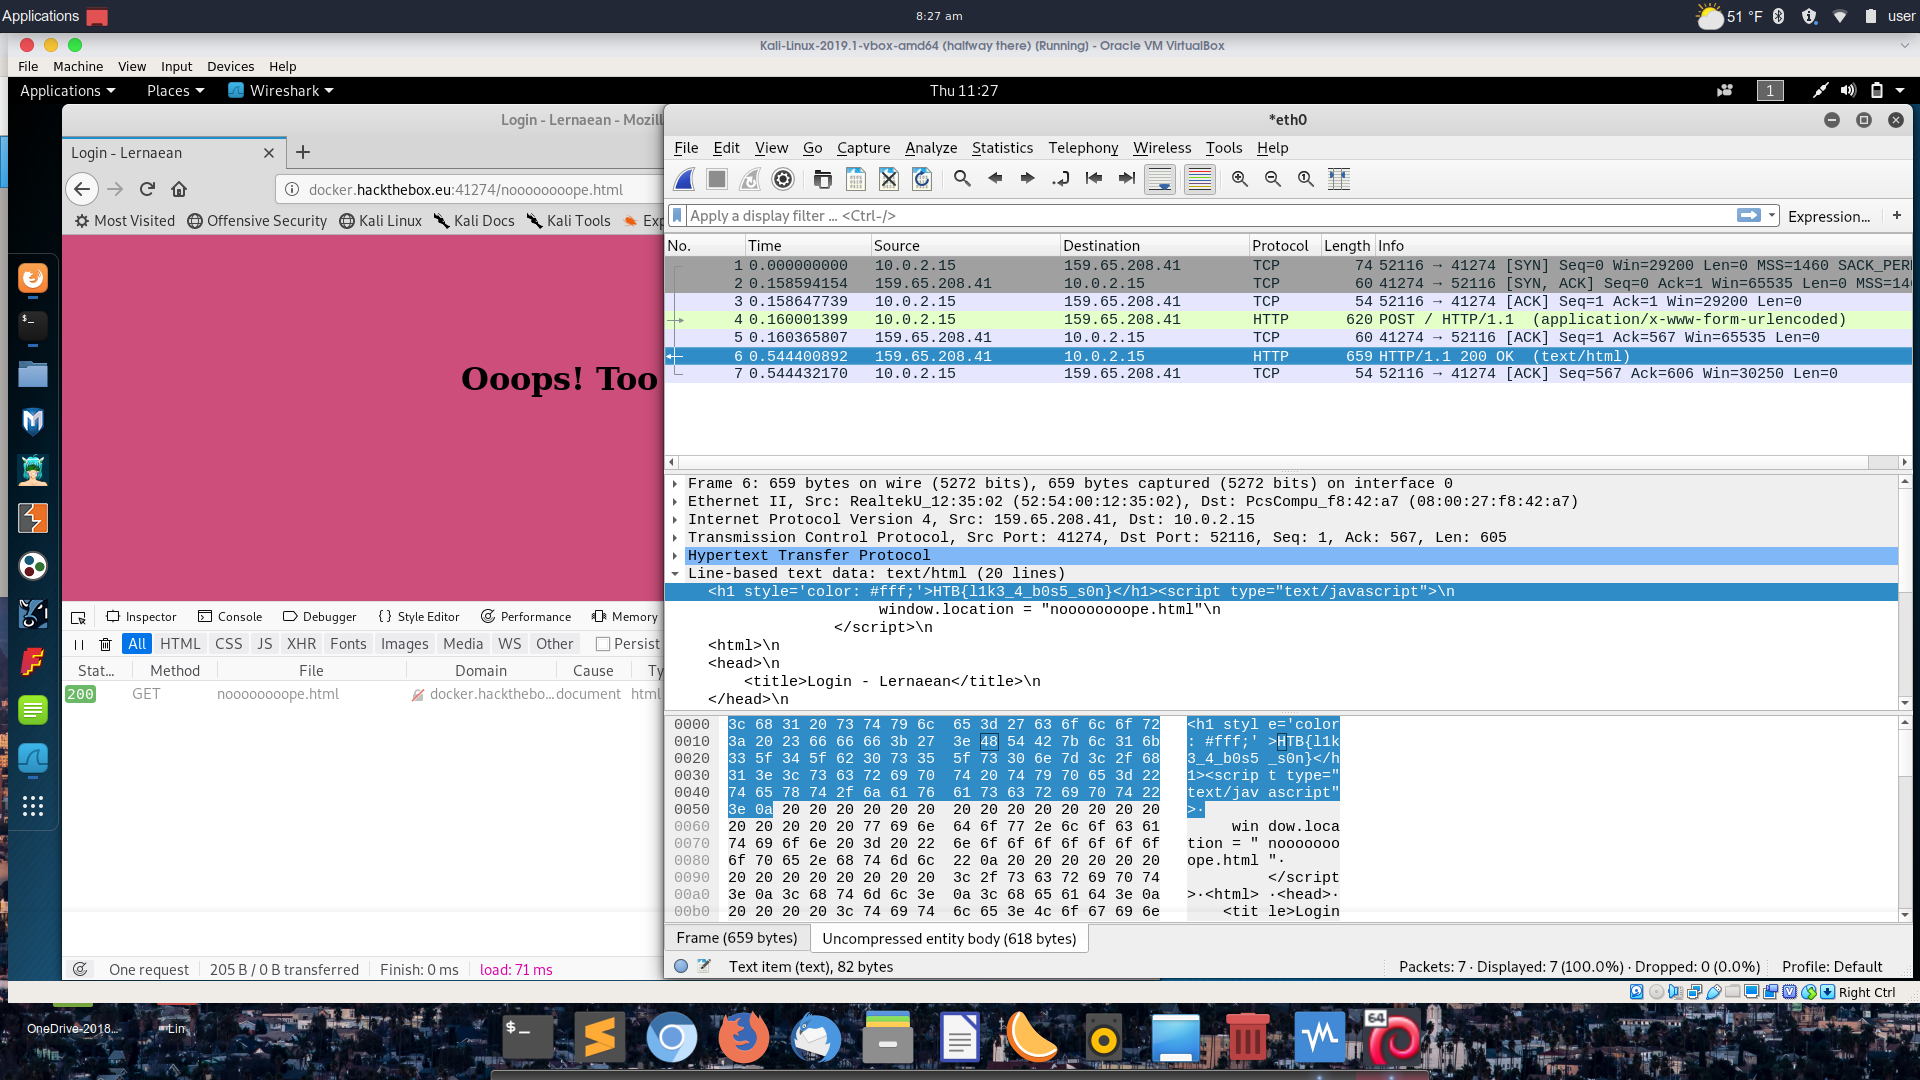 Applications
8:27 am
51 °F
user
Kali-Linux-2019.1-vbox-amd64 (halfway there) [Running] - Oracle VM VirtualBox
File Machine View Input Devices Help
Applications Places Wireshark
Thu 11:27
1
Login - Lernaean - Mozill
Login - Lernaean
docker.hackthebox.eu:41274/noooooooope.html
Most Visited Offensive Security Kali Linux Kali Docs Kali Tools Exp
Ooops! Too
Inspector Console Debugger Style Editor Performance Memory
All HTML CSS JS XHR Fonts Images Media WS Other Persist
Stat... Method File Domain Cause Ty
200 GET noooooooope.html docker.hackthebo... document html
One request 205 B / 0 B transferred Finish: 0 ms load: 71 ms
*eth0
File Edit View Go Capture Analyze Statistics Telephony Wireless Tools Help
Apply a display filter ... <Ctrl-/>
Expression... +
No. Time Source Destination Protocol Length Info
1 0.000000000 10.0.2.15 159.65.208.41 TCP 74 52116 → 41274 [SYN] Seq=0 Win=29200 Len=0 MSS=1460 SACK_PER
2 0.158594154 159.65.208.41 10.0.2.15 TCP 60 41274 → 52116 [SYN, ACK] Seq=0 Ack=1 Win=65535 Len=0 MSS=14
3 0.158647739 10.0.2.15 159.65.208.41 TCP 54 52116 → 41274 [ACK] Seq=1 Ack=1 Win=29200 Len=0
4 0.160001399 10.0.2.15 159.65.208.41 HTTP 620 POST / HTTP/1.1 (application/x-www-form-urlencoded)
5 0.160365807 159.65.208.41 10.0.2.15 TCP 60 41274 → 52116 [ACK] Seq=1 Ack=567 Win=65535 Len=0
6 0.544400892 159.65.208.41 10.0.2.15 HTTP 659 HTTP/1.1 200 OK (text/html)
7 0.544432170 10.0.2.15 159.65.208.41 TCP 54 52116 → 41274 [ACK] Seq=567 Ack=606 Win=30250 Len=0
Frame 6: 659 bytes on wire (5272 bits), 659 bytes captured (5272 bits) on interface 0
Ethernet II, Src: RealtekU_12:35:02 (52:54:00:12:35:02), Dst: PcsCompu_f8:42:a7 (08:00:27:f8:42:a7)
Internet Protocol Version 4, Src: 159.65.208.41, Dst: 10.0.2.15
Transmission Control Protocol, Src Port: 41274, Dst Port: 52116, Seq: 1, Ack: 567, Len: 605
Hypertext Transfer Protocol
Line-based text data: text/html (20 lines)
<h1 style='color: #fff;'>HTB{l1k3_4_b0s5_s0n}</h1><script type="text/javascript">\n
window.location = "noooooooope.html"\n
</script>\n
<html>\n
<head>\n
<title>Login - Lernaean</title>\n
</head>\n
0000 3c 68 31 20 73 74 79 6c 65 3d 27 63 6f 6c 6f 72 <h1 styl e='color
0010 3a 20 23 66 66 66 3b 27 3e 48 54 42 7b 6c 31 6b : #fff;' >HTB{l1k
0020 33 5f 34 5f 62 30 73 35 5f 73 30 6e 7d 3c 2f 68 3_4_b0s5 _s0n}</h
0030 31 3e 3c 73 63 72 69 70 74 20 74 79 70 65 3d 22 1><scrip t type="
0040 74 65 78 74 2f 6a 61 76 61 73 63 72 69 70 74 22 text/jav ascript"
0050 3e 0a 20 20 20 20 20 20 20 20 20 20 20 20 20 20 >·
0060 20 20 20 20 20 77 69 6e 64 6f 77 2e 6c 6f 63 61 win dow.loca
0070 74 69 6f 6e 20 3d 20 22 6e 6f 6f 6f 6f 6f 6f 6f tion = " nooooooo
0080 6f 70 65 2e 68 74 6d 6c 22 0a 20 20 20 20 20 20 ope.html "·
0090 20 20 20 20 20 20 20 20 3c 2f 73 63 72 69 70 74 </script
00a0 3e 0a 3c 68 74 6d 6c 3e 0a 3c 68 65 61 64 3e 0a >·<html> ·<head>·
00b0 20 20 20 20 3c 74 69 74 6c 65 3e 4c 6f 67 69 6e <tit le>Login
Frame (659 bytes) Uncompressed entity body (618 bytes)
Text item (text), 82 bytes
Packets: 7 · Displayed: 7 (100.0%) · Dropped: 0 (0.0%) Profile: Default
Right Ctrl
OneDrive-2018... Lin
64